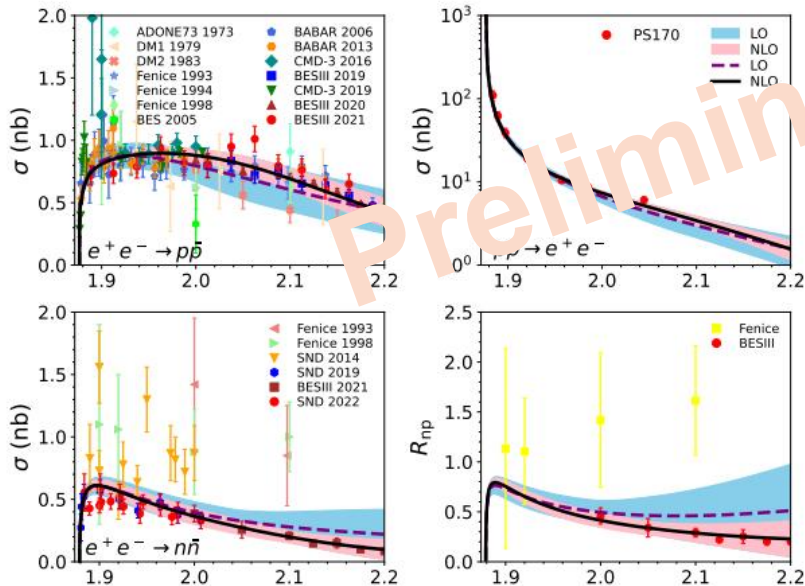 2.0
1.5
1.0
0.5
0.0
σ (nb)
ADONE73 1973
DM1 1979
DM2 1983
Fenice 1993
Fenice 1994
Fenice 1998
BES 2005
BABAR 2006
BABAR 2013
CMD-3 2016
BESIII 2019
CMD-3 2019
BESIII 2020
BESIII 2021
e⁺e⁻ → pp̄
1.9 2.0 2.1 2.2
10³
10²
10¹
10⁰
σ (nb)
PS170
LO
NLO
LO
NLO
→ e⁺e⁻
1.9 2.0 2.1 2.2
Prelimin
2.0
1.5
1.0
0.5
0.0
σ (nb)
Fenice 1993
Fenice 1998
SND 2014
SND 2019
BESIII 2021
SND 2022
e⁺e⁻ → nn̄
1.9 2.0 2.1 2.2
2.5
2.0
1.5
1.0
0.5
0.0
Rnp
Fenice
BESIII
1.9 2.0 2.1 2.2